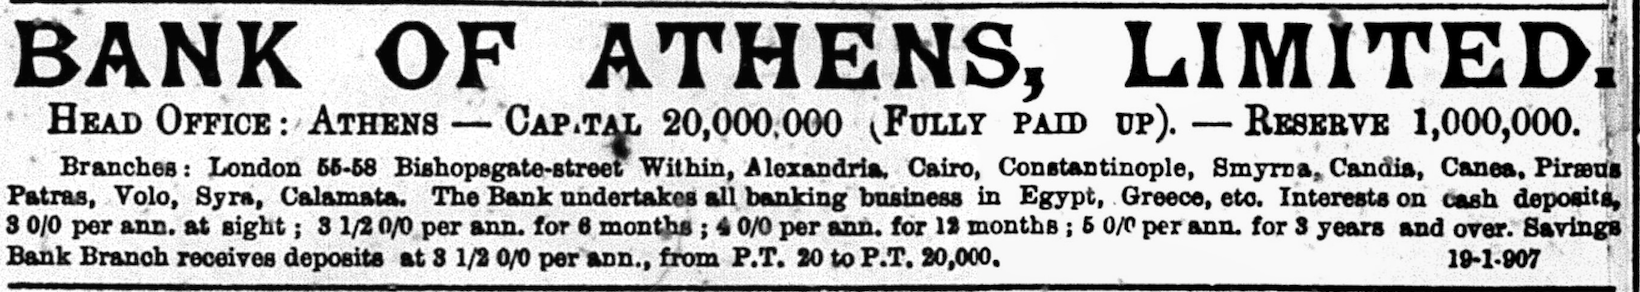 BANK OF ATHENS, LIMITED.
HEAD OFFICE: ATHENS — CAPITAL 20,000,000 (FULLY PAID UP). — RESERVE 1,000,000.
Branches: London 55-58 Bishopsgate-street Within, Alexandria, Cairo, Constantinople, Smyrna, Candia, Canea, Piræus
Patras, Volo, Syra, Calamata. The Bank undertakes all banking business in Egypt, Greece, etc. Interests on cash deposits,
3 0/0 per ann. at sight; 3 1/2 0/0 per ann. for 6 months; 4 0/0 per ann. for 12 months; 5 0/0 per ann. for 3 years and over. Savings
Bank Branch receives deposits at 3 1/2 0/0 per ann., from P.T. 20 to P.T. 20,000. 19-1-907